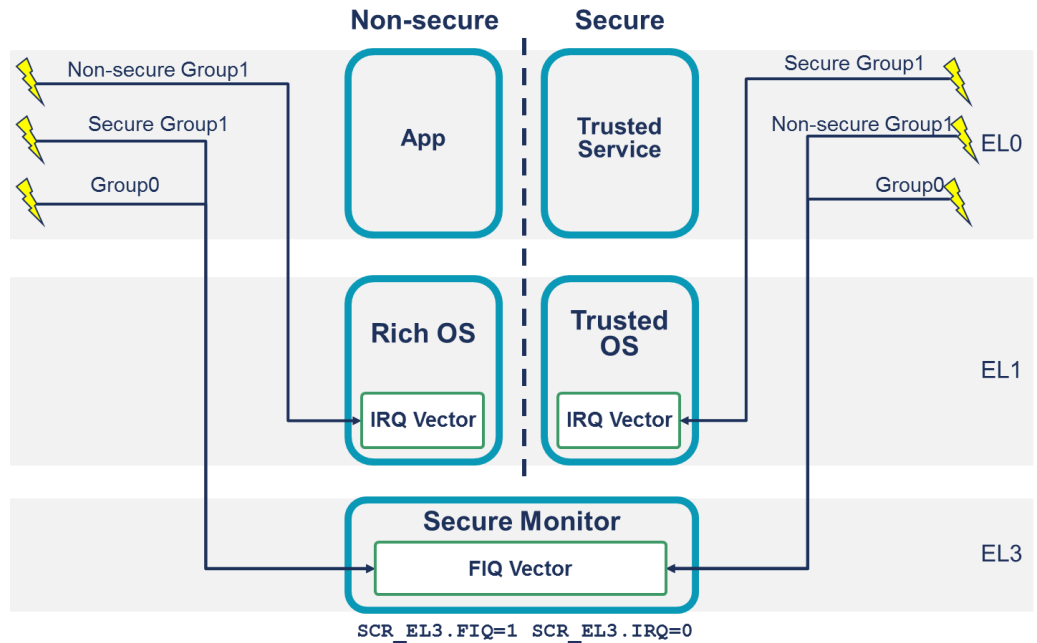 Non-secure
Secure
Non-secure Group1
Secure Group1
Group0
App
Trusted
Service
Secure Group1
Non-secure Group1
Group0
EL0
Rich OS
IRQ Vector
Trusted
OS
IRQ Vector
EL1
Secure Monitor
FIQ Vector
EL3
SCR_EL3.FIQ=1 SCR_EL3.IRQ=0